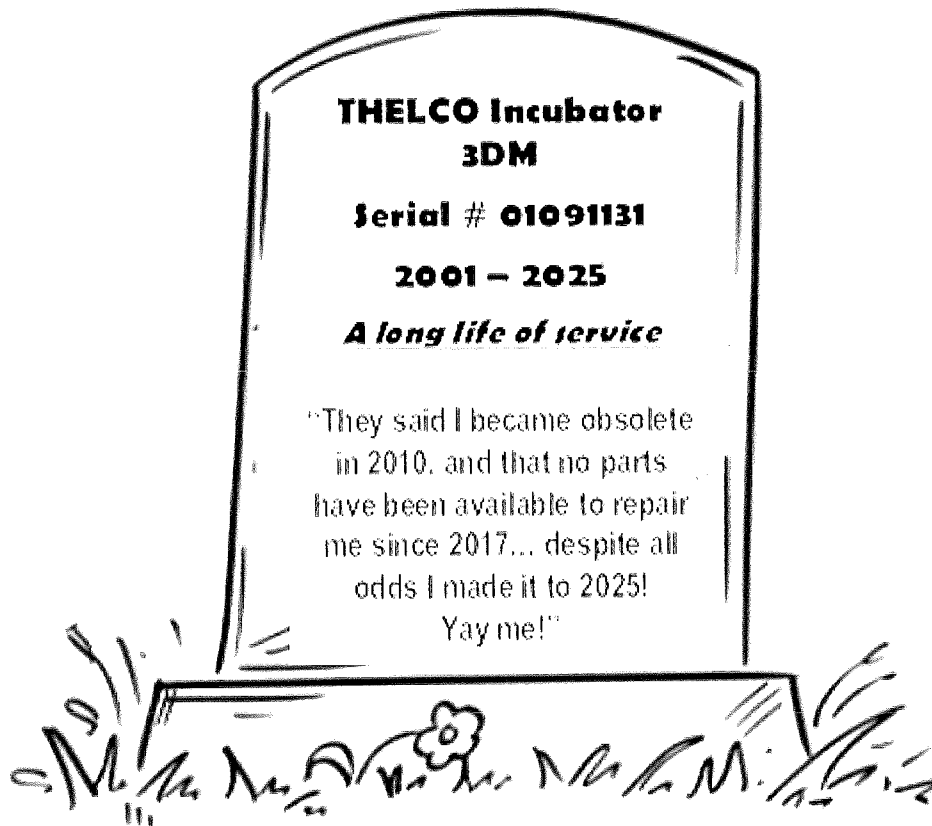 THELCO Incubator
3DM
Serial # 01091131
2001 – 2025
A long life of service
“They said I became obsolete
in 2010, and that no parts
have been available to repair
me since 2017... despite all
odds I made it to 2025!
Yay me!”